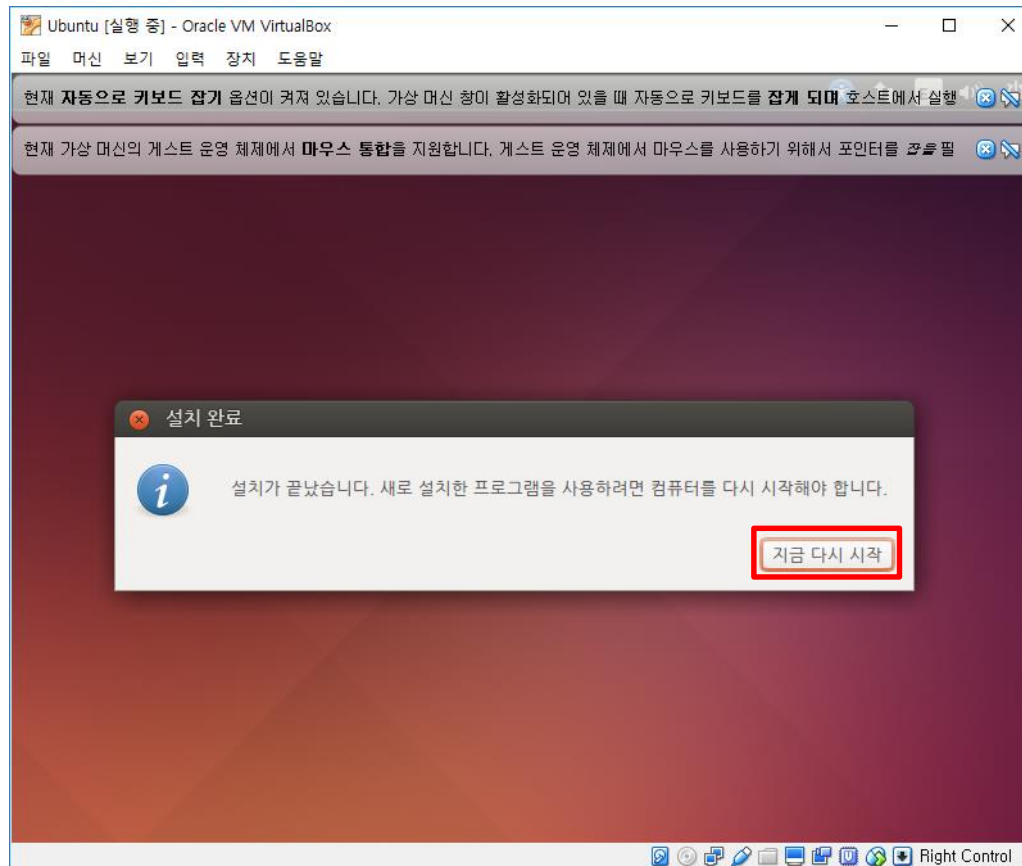 Ubuntu [실행 중] - Oracle VM VirtualBox
파일 머신 보기 입력 장치 도움말
현재 자동으로 키보드 잡기 옵션이 켜져 있습니다. 가상 머신 창이 활성화되어 있을 때 자동으로 키보드를 잡게 되며 호스트에서 실행
현재 가상 머신의 게스트 운영 체제에서 마우스 통합을 지원합니다. 게스트 운영 체제에서 마우스를 사용하기 위해서 포인터를 잡을 필
설치 완료
설치가 끝났습니다. 새로 설치한 프로그램을 사용하려면 컴퓨터를 다시 시작해야 합니다.
지금 다시 시작
Right Control